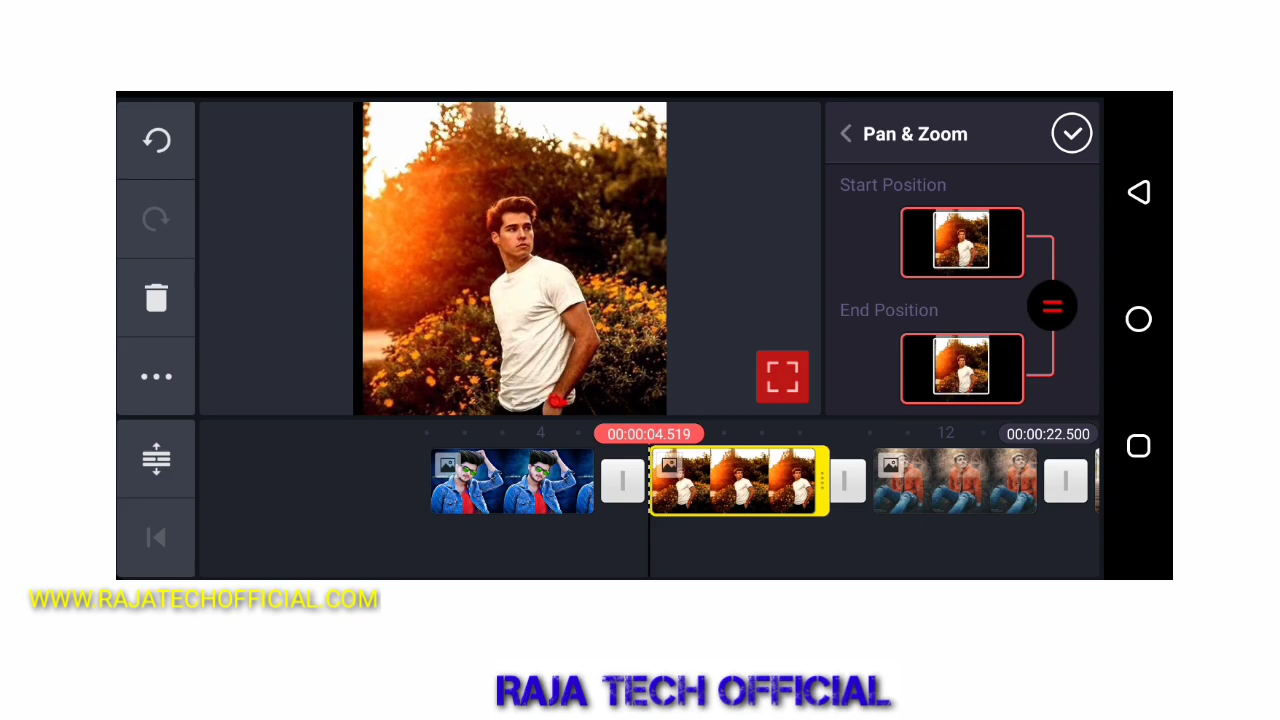 Pan & Zoom
Start Position
End Position
4
00:00:04.519
12
00:00:22.500
WWW.RAJATECHOFFICIAL.COM
RAJA TECH OFFICIAL